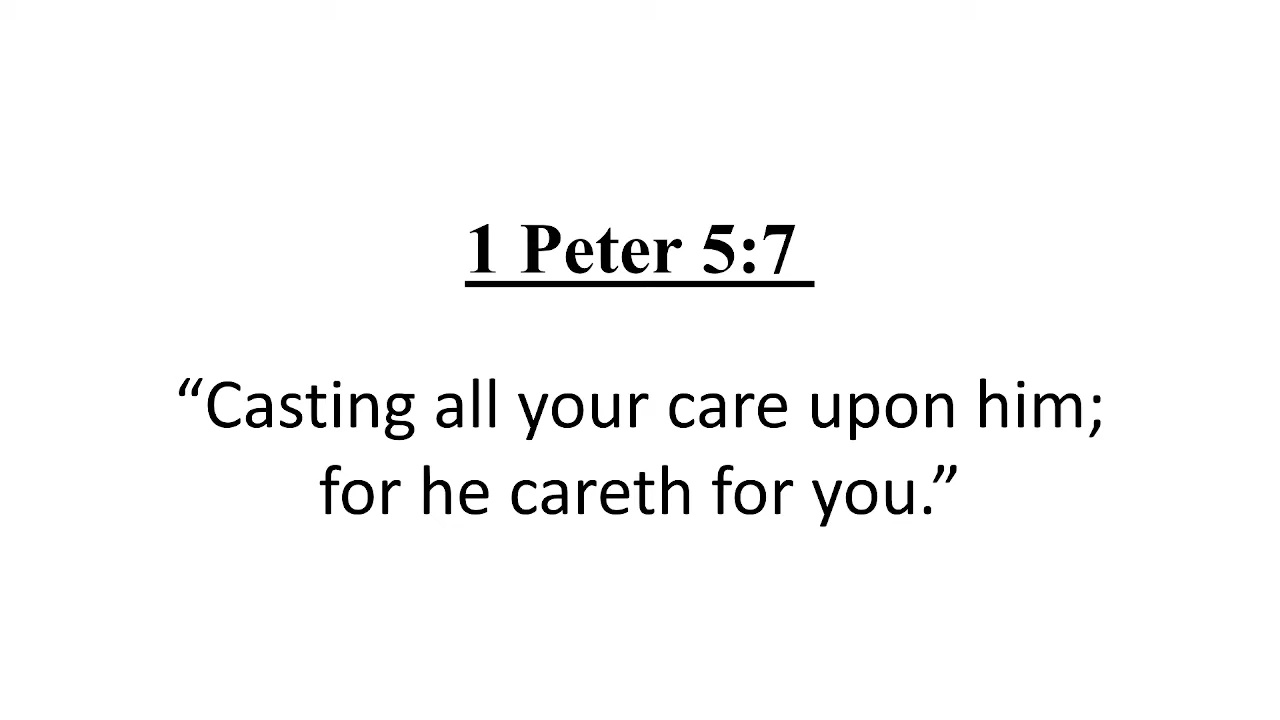 1 Peter 5:7
“Casting all your care upon him;
for he careth for you.”